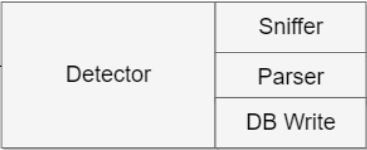 Detector
Sniffer
Parser
DB Write